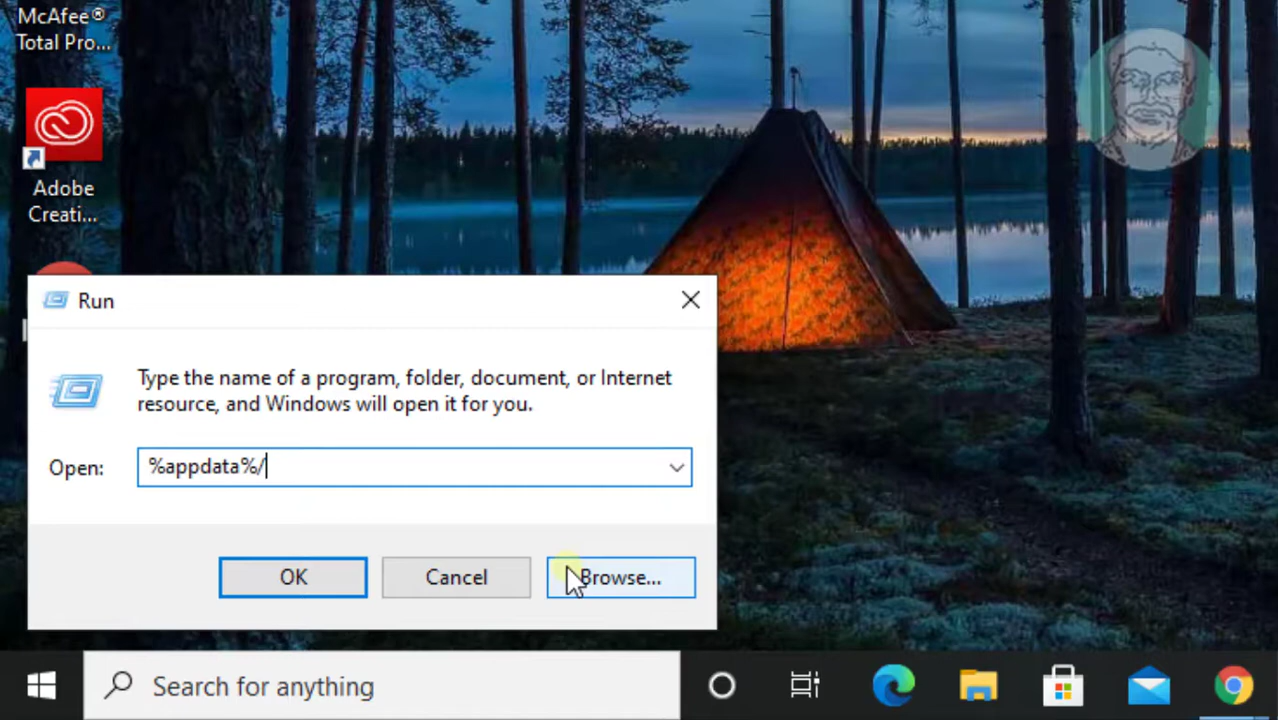 McAfee®
Total Pro...
Adobe
Creati...
Run
Type the name of a program, folder, document, or Internet
resource, and Windows will open it for you.
Open:
%appdata%/
OK
Cancel
Browse...
Search for anything